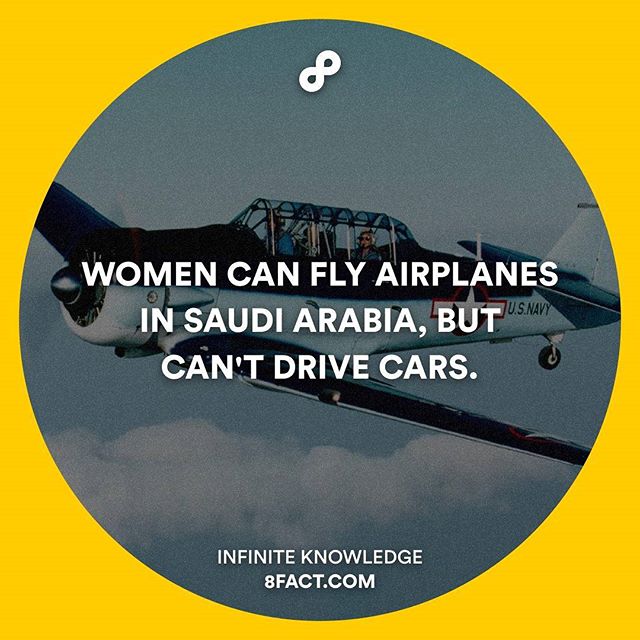 WOMEN CAN FLY AIRPLANES
IN SAUDI ARABIA, BUT
CAN'T DRIVE CARS.
U.S. NAVY
INFINITE KNOWLEDGE
8FACT.COM